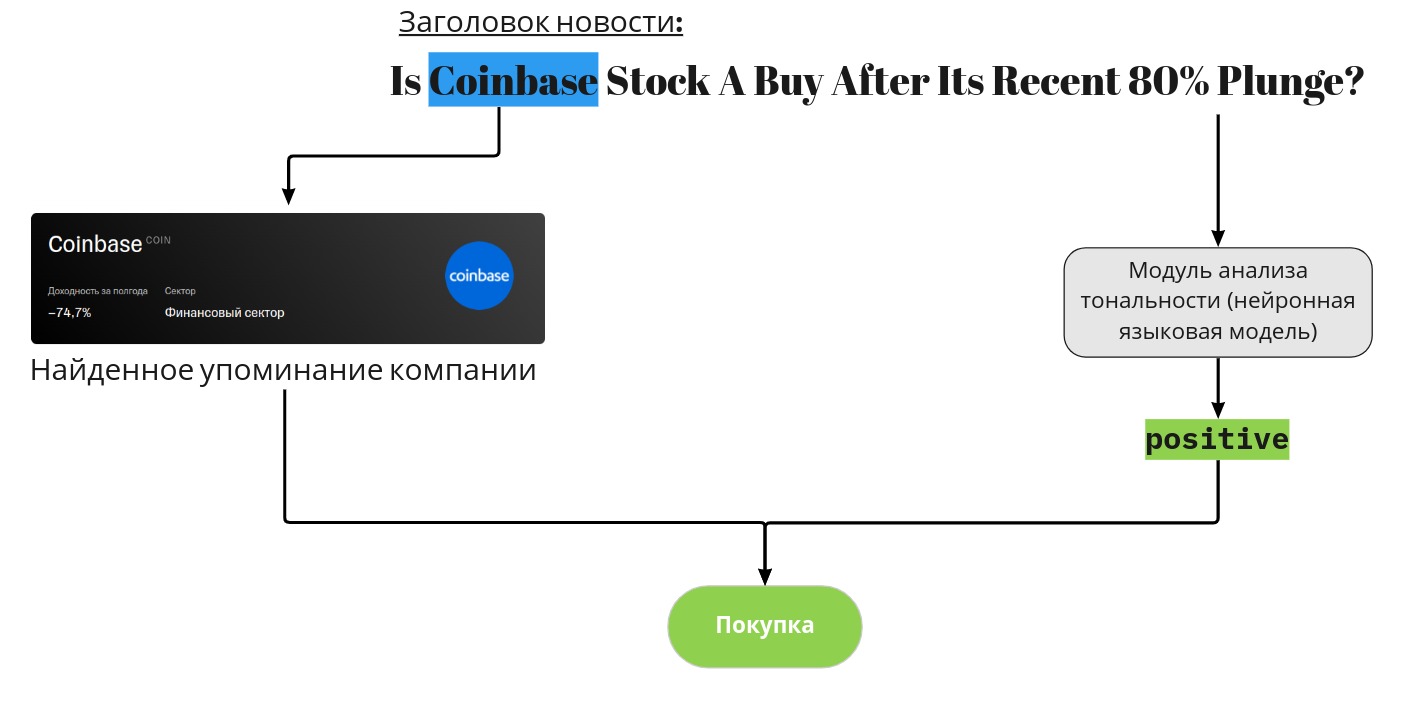 Заголовок новости:
Is Coinbase Stock A Buy After Its Recent 80% Plunge?
Coinbase COIN
coinbase
Доходность за полгода Сектор
−74,7% Финансовый сектор
Найденное упоминание компании
Модуль анализа
тональности (нейронная
языковая модель)
positive
Покупка